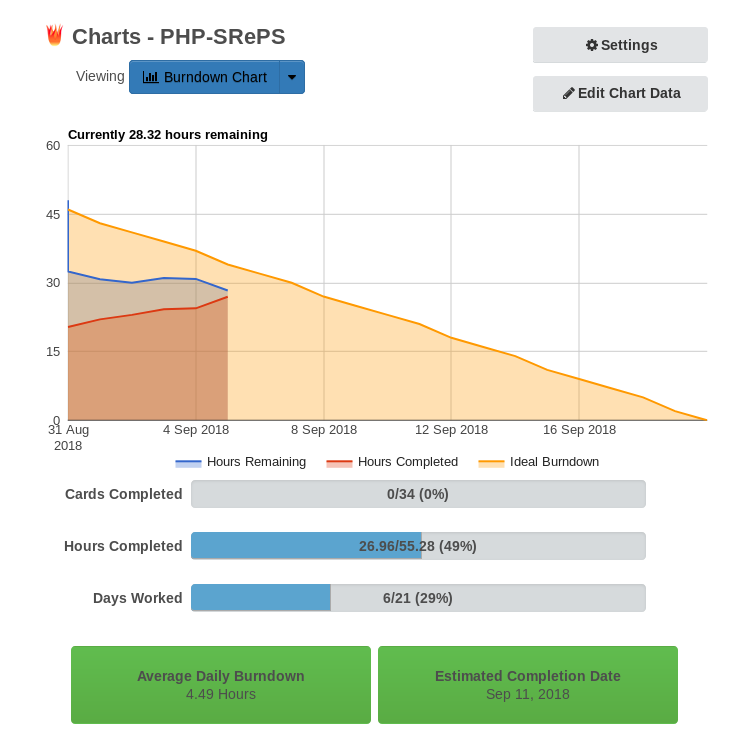 Charts - PHP-SRePS
Settings
Viewing Burndown Chart
Edit Chart Data
Currently 28.32 hours remaining
60
45
30
15
0
31 Aug 2018
4 Sep 2018
8 Sep 2018
12 Sep 2018
16 Sep 2018
Hours Remaining
Hours Completed
Ideal Burndown
Cards Completed 0/34 (0%)
Hours Completed 26.96/55.28 (49%)
Days Worked 6/21 (29%)
Average Daily Burndown
4.49 Hours
Estimated Completion Date
Sep 11, 2018